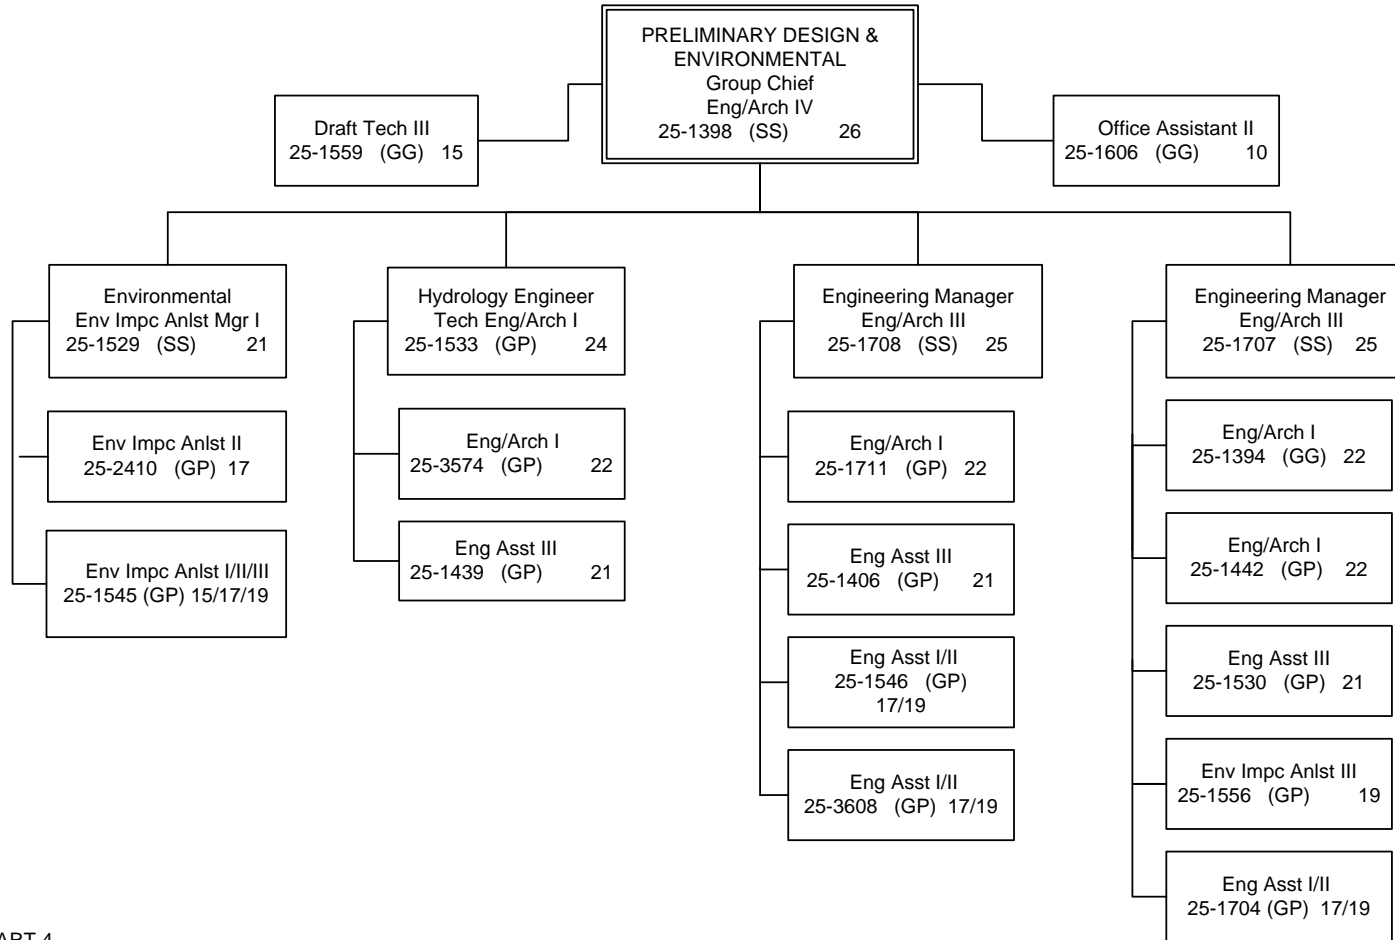 PRELIMINARY DESIGN &
ENVIRONMENTAL
Group Chief
Eng/Arch IV
25-1398 (SS) 26
Draft Tech III
25-1559 (GG) 15
Office Assistant II
25-1606 (GG) 10
Environmental
Env Impc Anlst Mgr I
25-1529 (SS) 21
Env Impc Anlst II
25-2410 (GP) 17
Env Impc Anlst I/II/III
25-1545 (GP) 15/17/19
Hydrology Engineer
Tech Eng/Arch I
25-1533 (GP) 24
Eng/Arch I
25-3574 (GP) 22
Eng Asst III
25-1439 (GP) 21
Engineering Manager
Eng/Arch III
25-1708 (SS) 25
Eng/Arch I
25-1711 (GP) 22
Eng Asst III
25-1406 (GP) 21
Eng Asst I/II
25-1546 (GP)
17/19
Eng Asst I/II
25-3608 (GP) 17/19
Engineering Manager
Eng/Arch III
25-1707 (SS) 25
Eng/Arch I
25-1394 (GG) 22
Eng/Arch I
25-1442 (GP) 22
Eng Asst III
25-1530 (GP) 21
Env Impc Anlst III
25-1556 (GP) 19
Eng Asst I/II
25-1704 (GP) 17/19